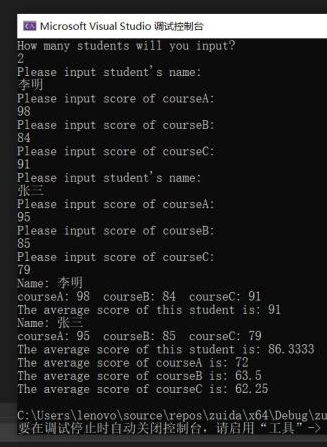 Microsoft Visual Studio 调试控制台
How many students will you input?
2
Please input student's name:
李明
Please input score of courseA:
98
Please input score of courseB:
84
Please input score of courseC:
91
Please input student's name:
张三
Please input score of courseA:
95
Please input score of courseB:
85
Please input score of courseC:
79
Name: 李明
courseA: 98  courseB: 84  courseC: 91
The average score of this student is: 91
Name: 张三
courseA: 95  courseB: 85  courseC: 79
The average score of this student is: 86.3333
The average score of courseA is: 72
The average score of courseB is: 63.5
The average score of courseC is: 62.25
C:\Users\lenovo\source\repos\zuida\x64\Debug\zu
要在调试停止时自动关闭控制台，请启用“工具”->